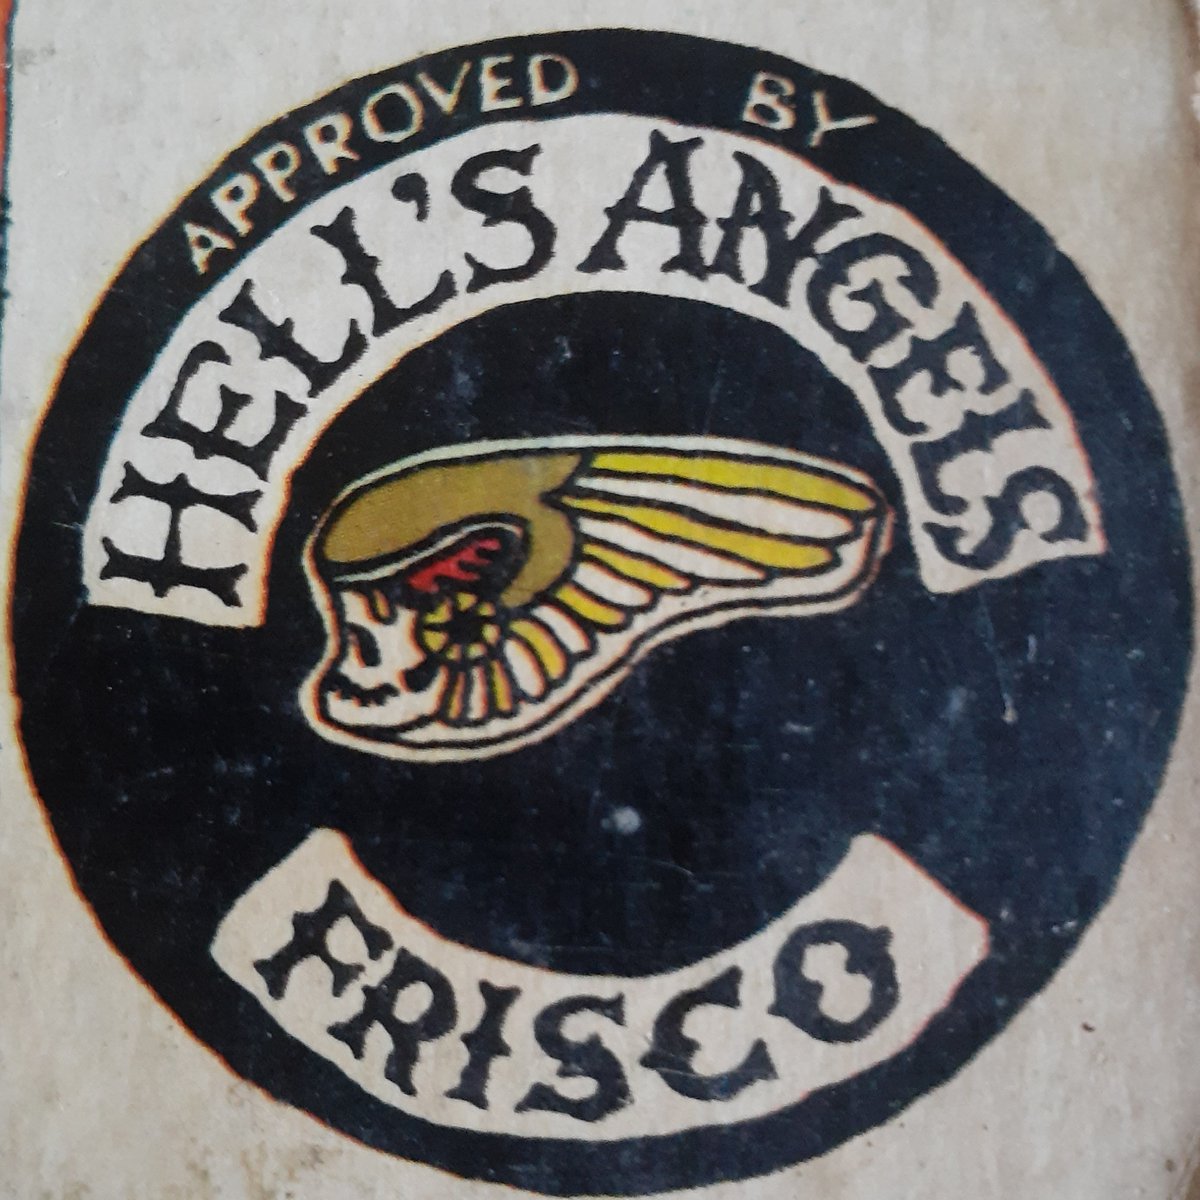 APPROVED BY
HELL'S ANGELS
FRISCO